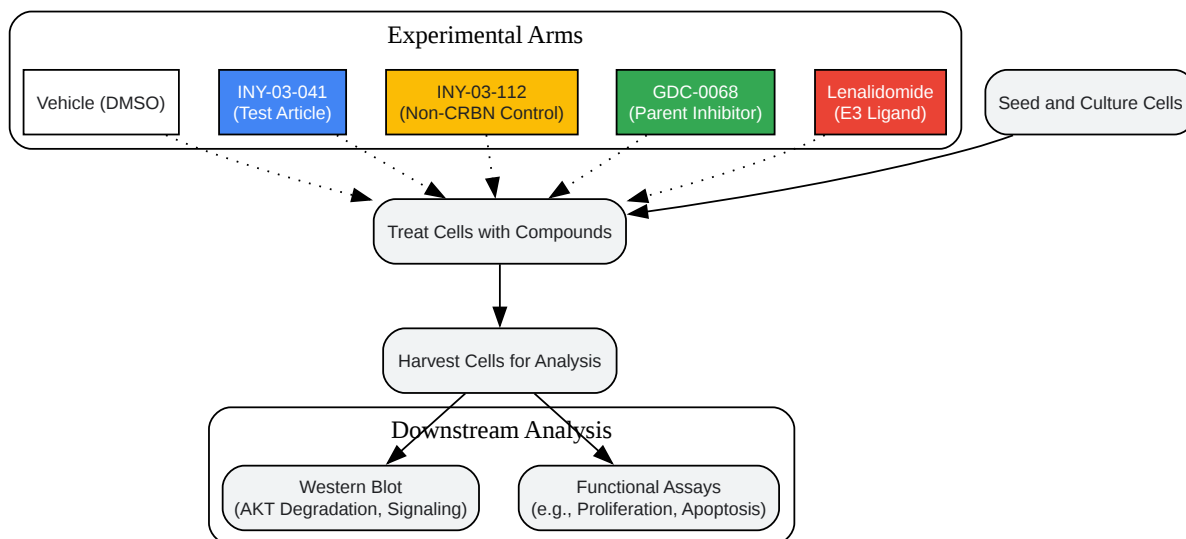 Experimental Arms
Vehicle (DMSO)
INY-03-041
(Test Article)
INY-03-112
(Non-CRBN Control)
GDC-0068
(Parent Inhibitor)
Lenalidomide
(E3 Ligand)
Seed and Culture Cells
Treat Cells with Compounds
Harvest Cells for Analysis
Downstream Analysis
Western Blot
(AKT Degradation, Signaling)
Functional Assays
(e.g., Proliferation, Apoptosis)